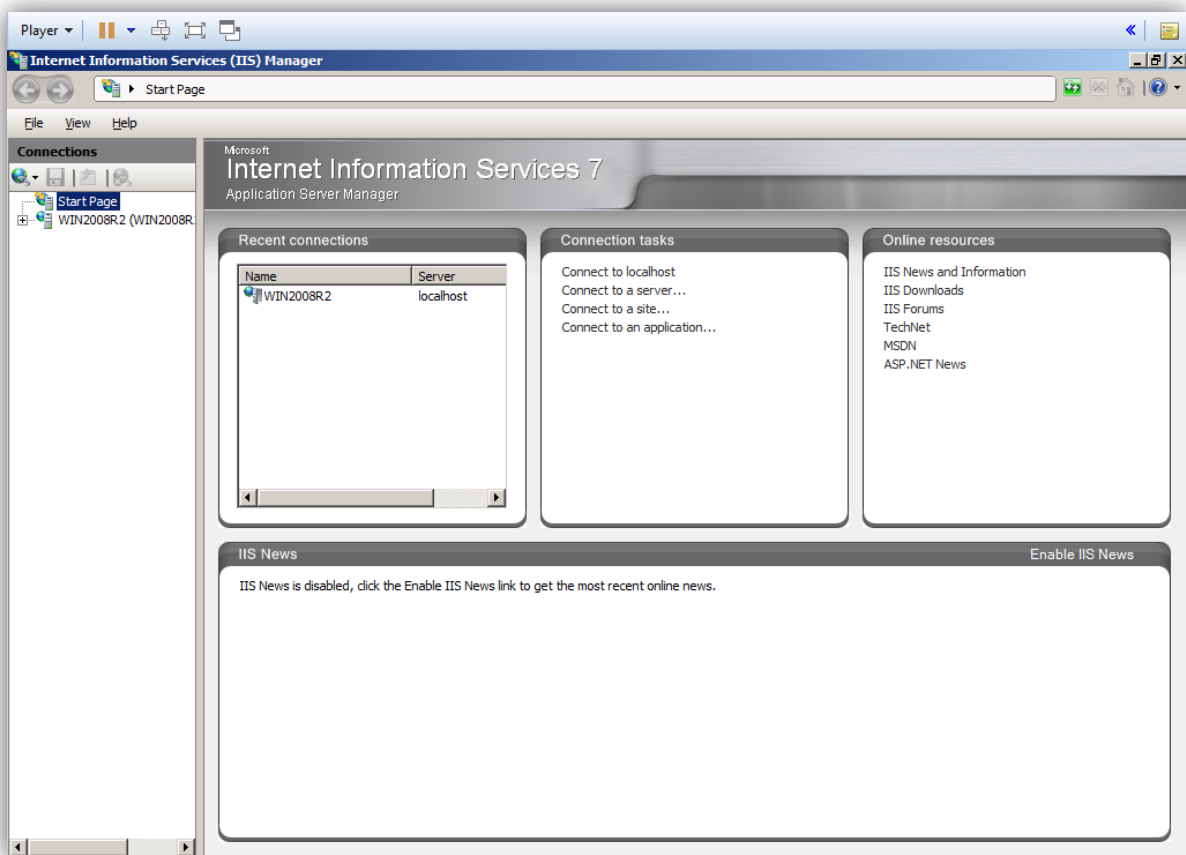 Player
Internet Information Services (IIS) Manager
Start Page
File View Help
Connections
Start Page
WIN2008R2 (WIN2008R
Microsoft
Internet Information Services 7
Application Server Manager
Recent connections
Name Server
WIN2008R2 localhost
Connection tasks
Connect to localhost
Connect to a server...
Connect to a site...
Connect to an application...
Online resources
IIS News and Information
IIS Downloads
IIS Forums
TechNet
MSDN
ASP.NET News
IIS News Enable IIS News
IIS News is disabled, click the Enable IIS News link to get the most recent online news.